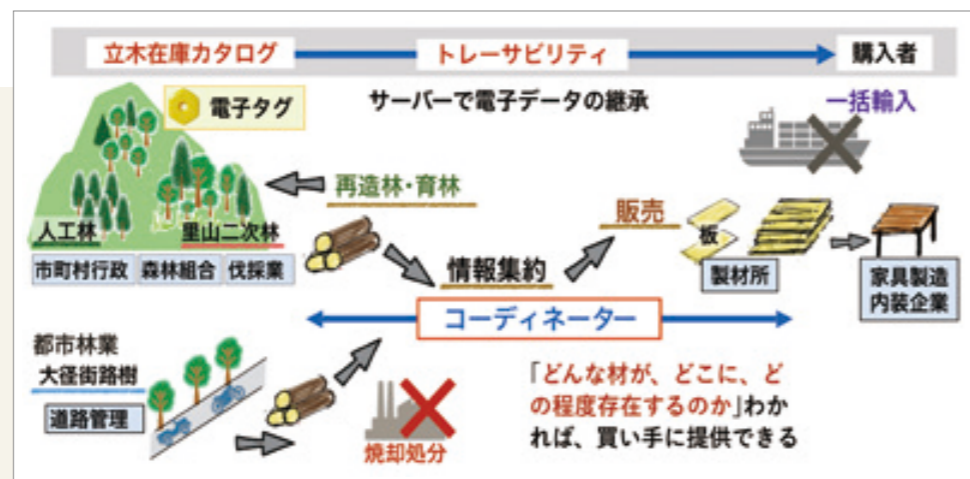 立木在庫カタログ
トレーサビリティ
購入者
電子タグ
サーバーで電子データの継承
一括輸入
再造林・育林
販売
人工林
里山二次林
板
情報集約
市町村行政
森林組合
伐採業
製材所
家具製造
内装企業
コーディネーター
都市林業
大径街路樹
道路管理
焼却処分
「どんな材が、どこに、ど
の程度存在するのか」わか
れば、買い手に提供できる